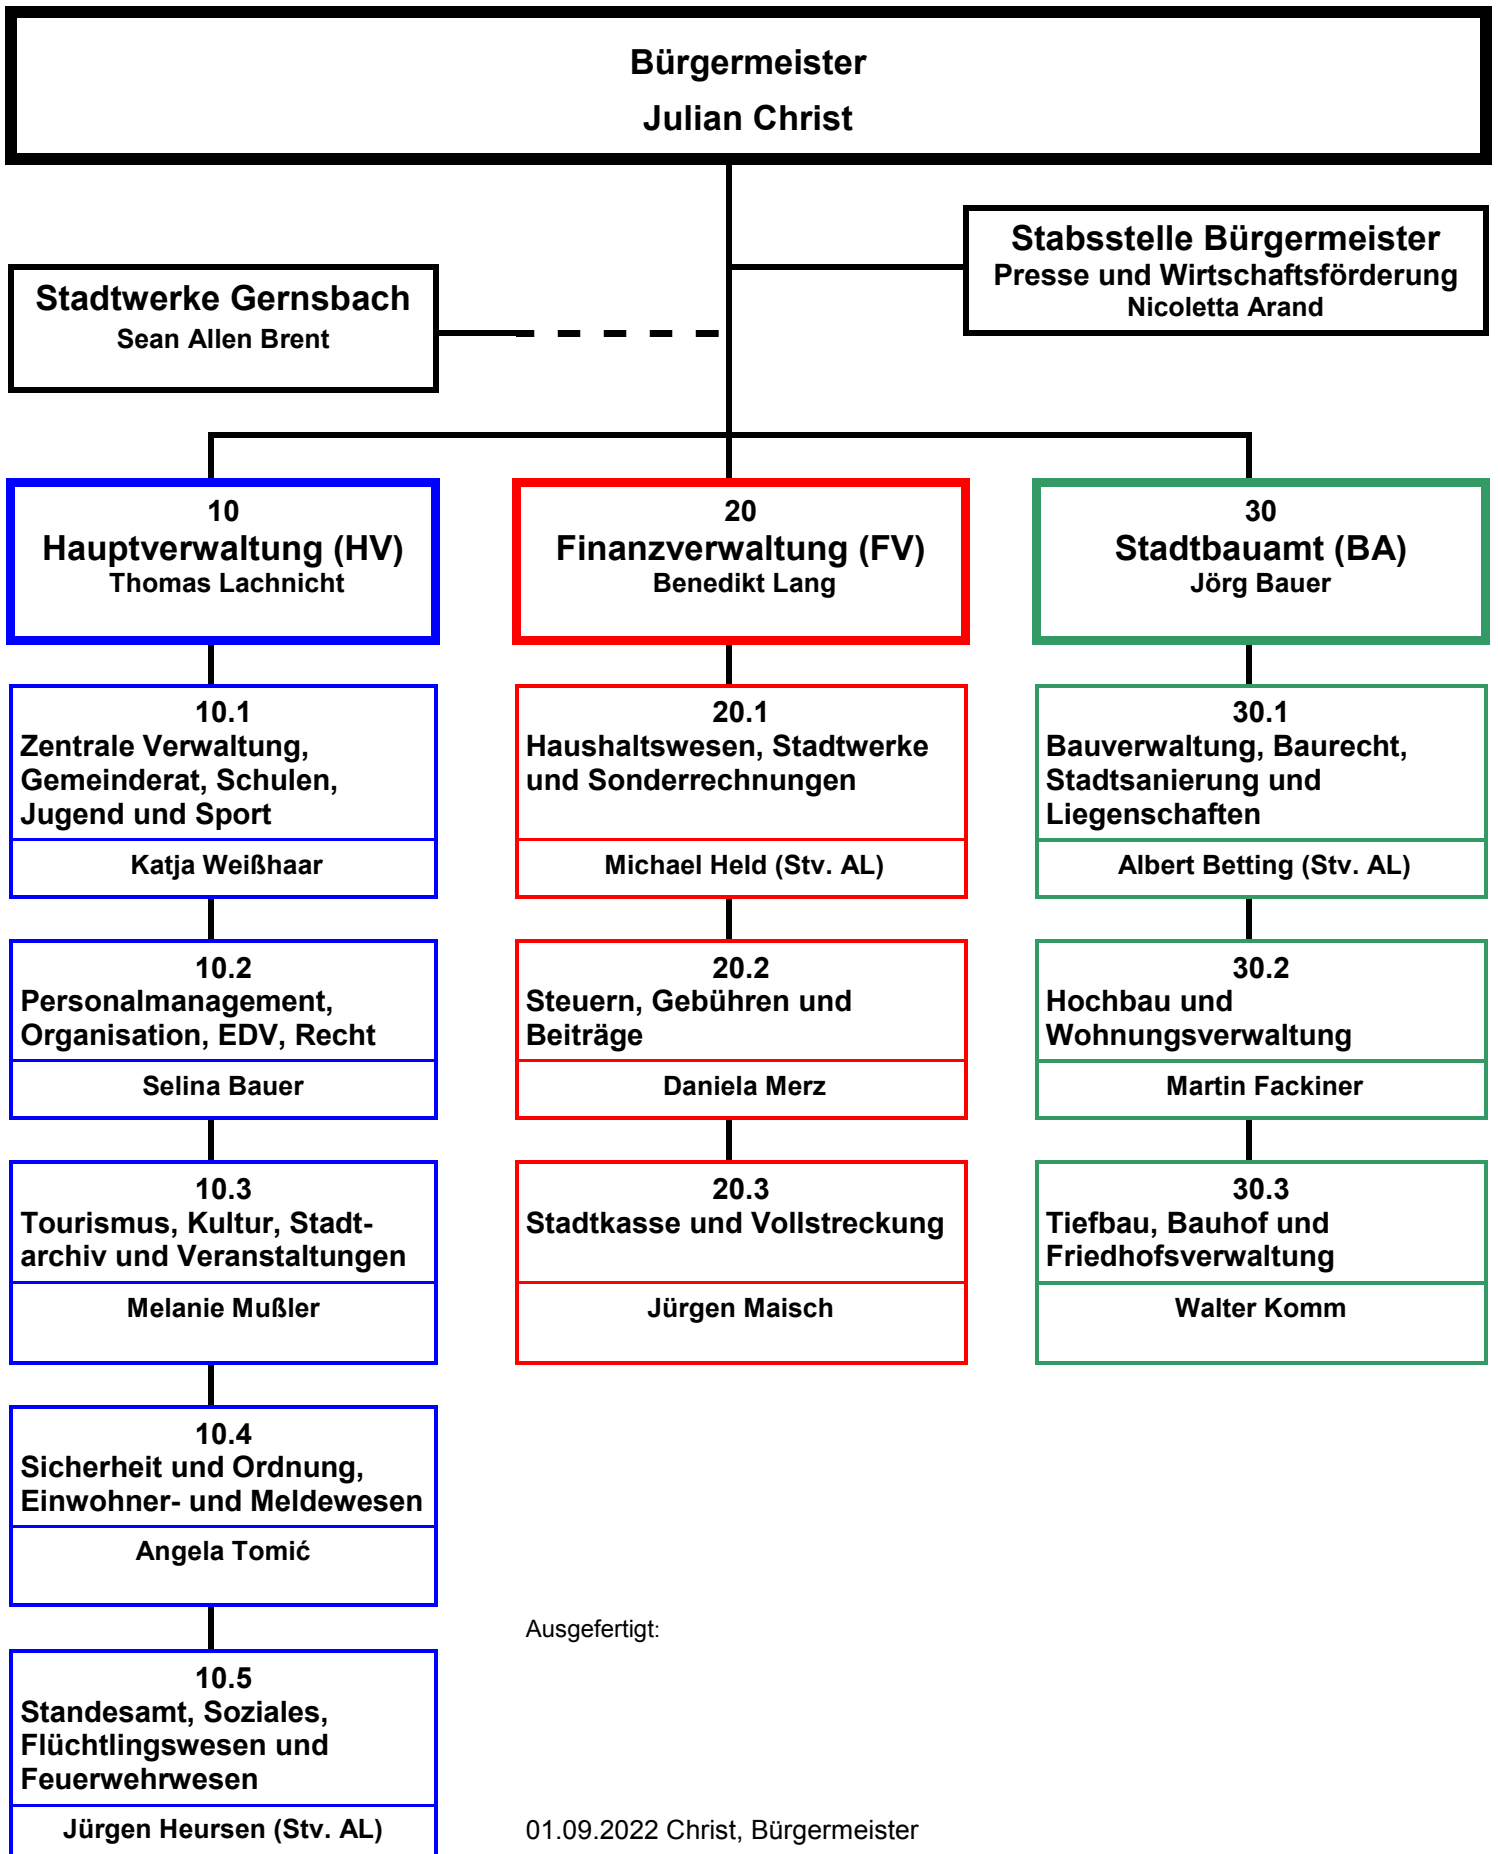 Bürgermeister
Julian Christ
Stabsstelle Bürgermeister
Presse und Wirtschaftsförderung
Nicoletta Arand
Stadtwerke Gernsbach
Sean Allen Brent
10
Hauptverwaltung (HV)
Thomas Lachnicht
20
Finanzverwaltung (FV)
Benedikt Lang
30
Stadtbauamt (BA)
Jörg Bauer
10.1
Zentrale Verwaltung,
Gemeinderat, Schulen,
Jugend und Sport
Katja Weißhaar
20.1
Haushaltswesen, Stadtwerke
und Sonderrechnungen
Michael Held (Stv. AL)
30.1
Bauverwaltung, Baurecht,
Stadtsanierung und
Liegenschaften
Albert Betting (Stv. AL)
10.2
Personalmanagement,
Organisation, EDV, Recht
Selina Bauer
20.2
Steuern, Gebühren und
Beiträge
Daniela Merz
30.2
Hochbau und
Wohnungsverwaltung
Martin Fackiner
10.3
Tourismus, Kultur, Stadt-
archiv und Veranstaltungen
Melanie Mußler
20.3
Stadtkasse und Vollstreckung
Jürgen Maisch
30.3
Tiefbau, Bauhof und
Friedhofsverwaltung
Walter Komm
10.4
Sicherheit und Ordnung,
Einwohner- und Meldewesen
Angela Tomić
10.5
Standesamt, Soziales,
Flüchtlingswesen und
Feuerwehrwesen
Jürgen Heursen (Stv. AL)
Ausgefertigt:
01.09.2022 Christ, Bürgermeister